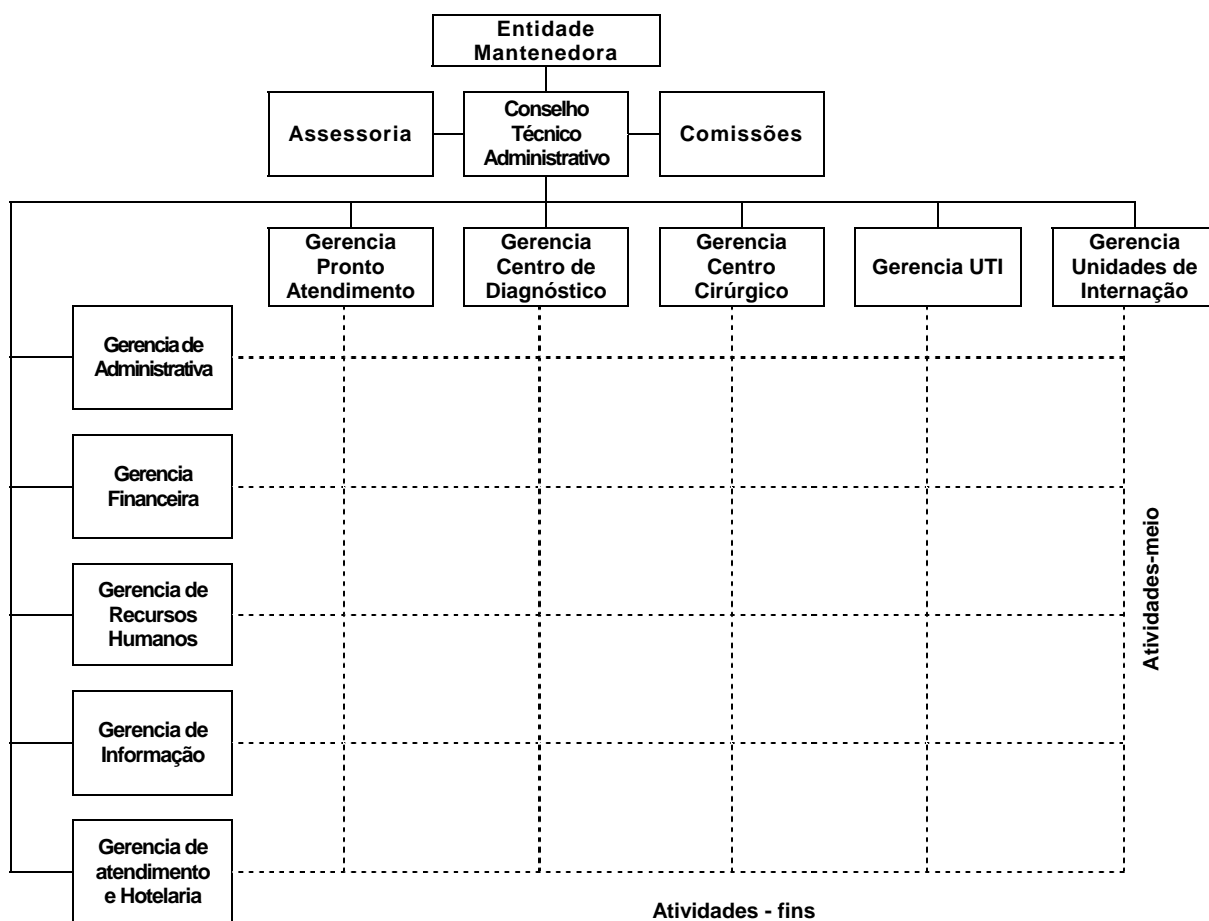 Entidade
Mantenedora
Assessoria
Conselho
Técnico
Administrativo
Comissões
Gerencia
Pronto
Atendimento
Gerencia
Centro de
Diagnóstico
Gerencia
Centro
Cirúrgico
Gerencia UTI
Gerencia
Unidades de
Internação
Gerencia de
Administrativa
Gerencia
Financeira
Gerencia de
Recursos
Humanos
Gerencia de
Informação
Gerencia de
atendimento
e Hotelaria
Atividades-meio
Atividades - fins